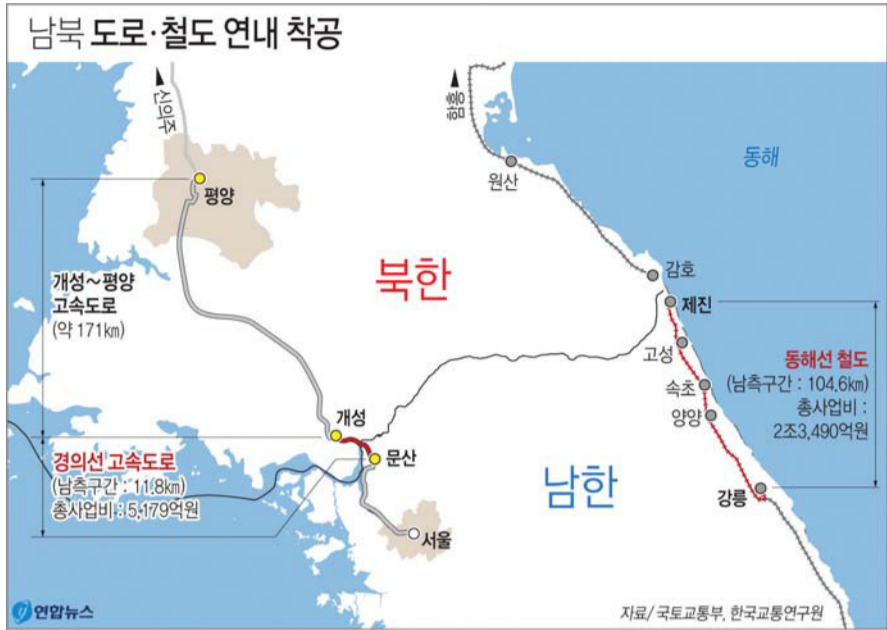 남북 도로·철도 연내 착공
신의주
함흥
동해
평양
원산
북한
감호
제진
개성~평양
고속도로
(약 171㎞)
고성
속초
양양
동해선 철도
(남측구간 : 104.6㎞)
총사업비 :
2조3,490억원
개성
문산
경의선 고속도로
(남측구간 : 11.8㎞)
총사업비 : 5,179억원
남한
강릉
서울
연합뉴스
자료/ 국토교통부, 한국교통연구원